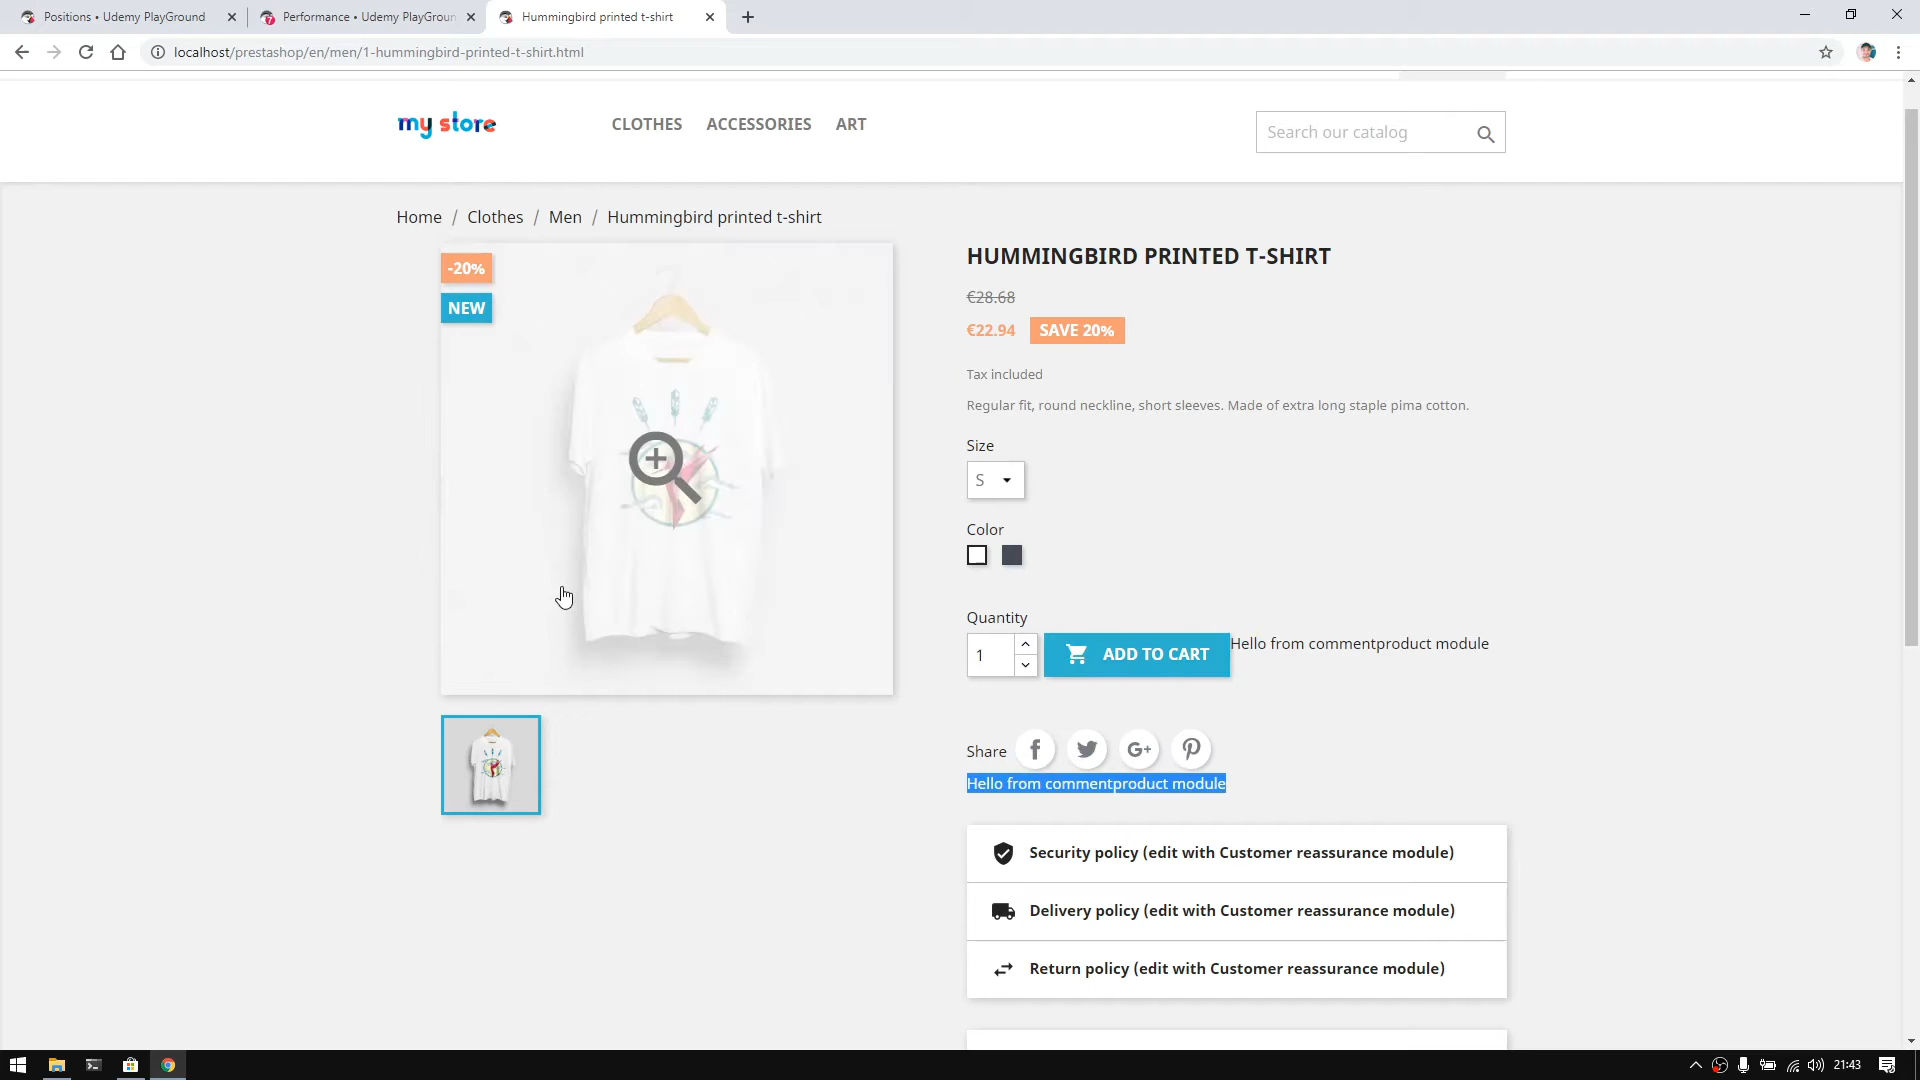 Positions • Udemy PlayGround
Performance • Udemy PlayGroun
Hummingbird printed t-shirt
localhost/prestashop/en/men/1-hummingbird-printed-t-shirt.html
my store
CLOTHES
ACCESSORIES
ART
Search our catalog
Home / Clothes / Men / Hummingbird printed t-shirt
-20%
NEW
HUMMINGBIRD PRINTED T-SHIRT
€28.68
€22.94 SAVE 20%
Tax included
Regular fit, round neckline, short sleeves. Made of extra long staple pima cotton.
Size
S
Color
Quantity
1
ADD TO CART
Hello from commentproduct module
Share
Hello from commentproduct module
Security policy (edit with Customer reassurance module)
Delivery policy (edit with Customer reassurance module)
Return policy (edit with Customer reassurance module)
21:43